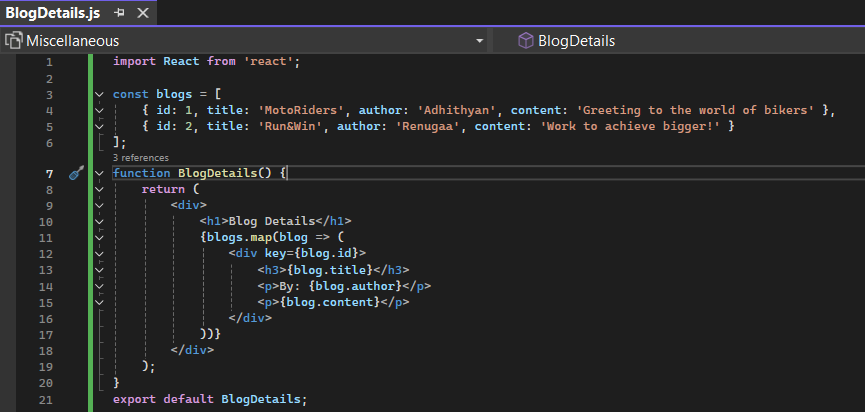 BlogDetails.js
Miscellaneous BlogDetails
1 import React from 'react';
2
3 const blogs = [
4     { id: 1, title: 'MotoRiders', author: 'Adhithyan', content: 'Greeting to the world of bikers' },
5     { id: 2, title: 'Run&Win', author: 'Renugaa', content: 'Work to achieve bigger!' }
6 ];
3 references
7 function BlogDetails() {
8     return (
9         <div>
10             <h1>Blog Details</h1>
11             {blogs.map(blog => (
12                 <div key={blog.id}>
13                     <h3>{blog.title}</h3>
14                     <p>By: {blog.author}</p>
15                     <p>{blog.content}</p>
16                 </div>
17             ))}
18         </div>
19     );
20 }
21 export default BlogDetails;